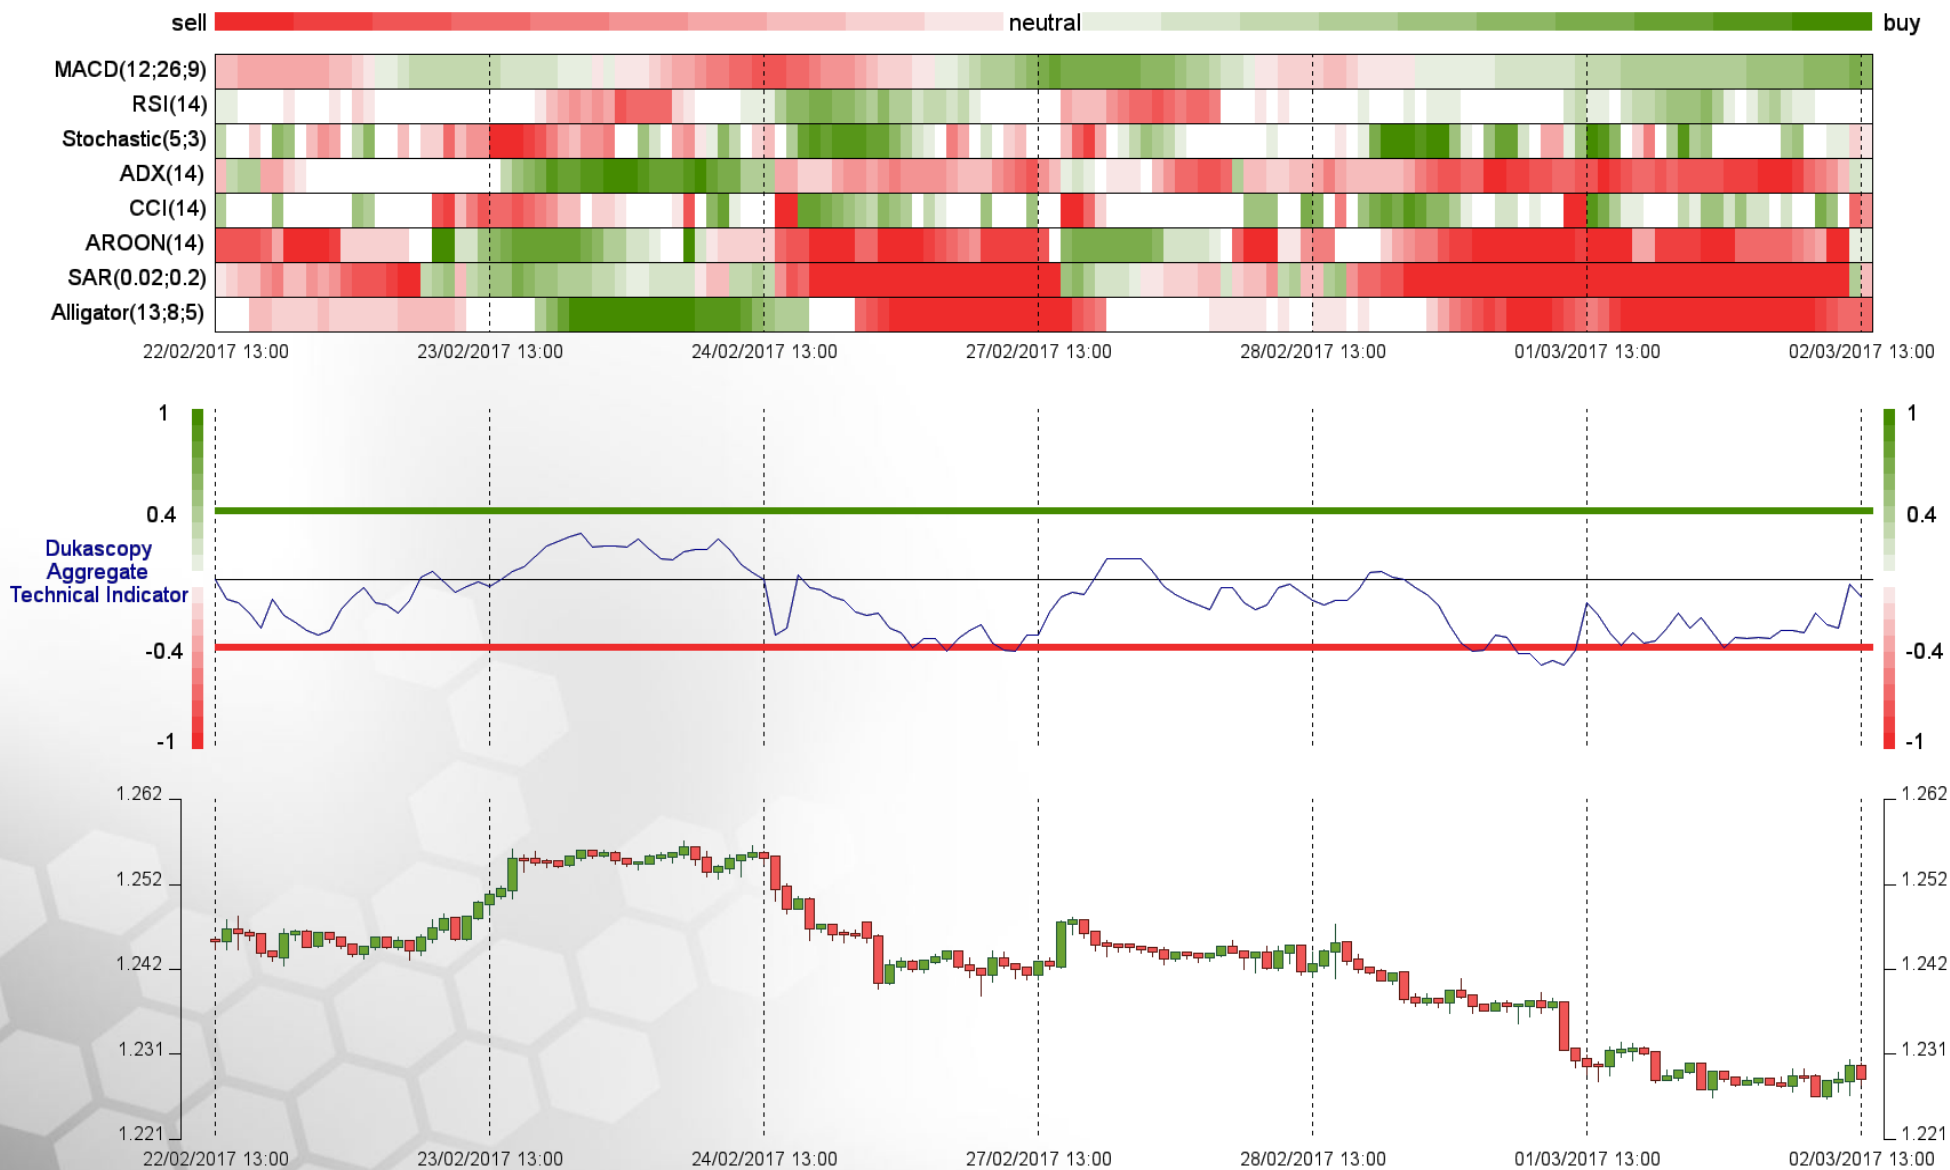 sell neutral buy
MACD(12;26;9)
RSI(14)
Stochastic(5;3)
ADX(14)
CCI(14)
AROON(14)
SAR(0.02;0.2)
Alligator(13;8;5)
22/02/2017 13:00 23/02/2017 13:00 24/02/2017 13:00 27/02/2017 13:00 28/02/2017 13:00 01/03/2017 13:00 02/03/2017 13:00
1 1
0.4 0.4
Dukascopy
Aggregate
Technical Indicator
-0.4 -0.4
-1 -1
1.262 1.262
1.252 1.252
1.242 1.242
1.231 1.231
1.221 1.221
22/02/2017 13:00 23/02/2017 13:00 24/02/2017 13:00 27/02/2017 13:00 28/02/2017 13:00 01/03/2017 13:00 02/03/2017 13:00